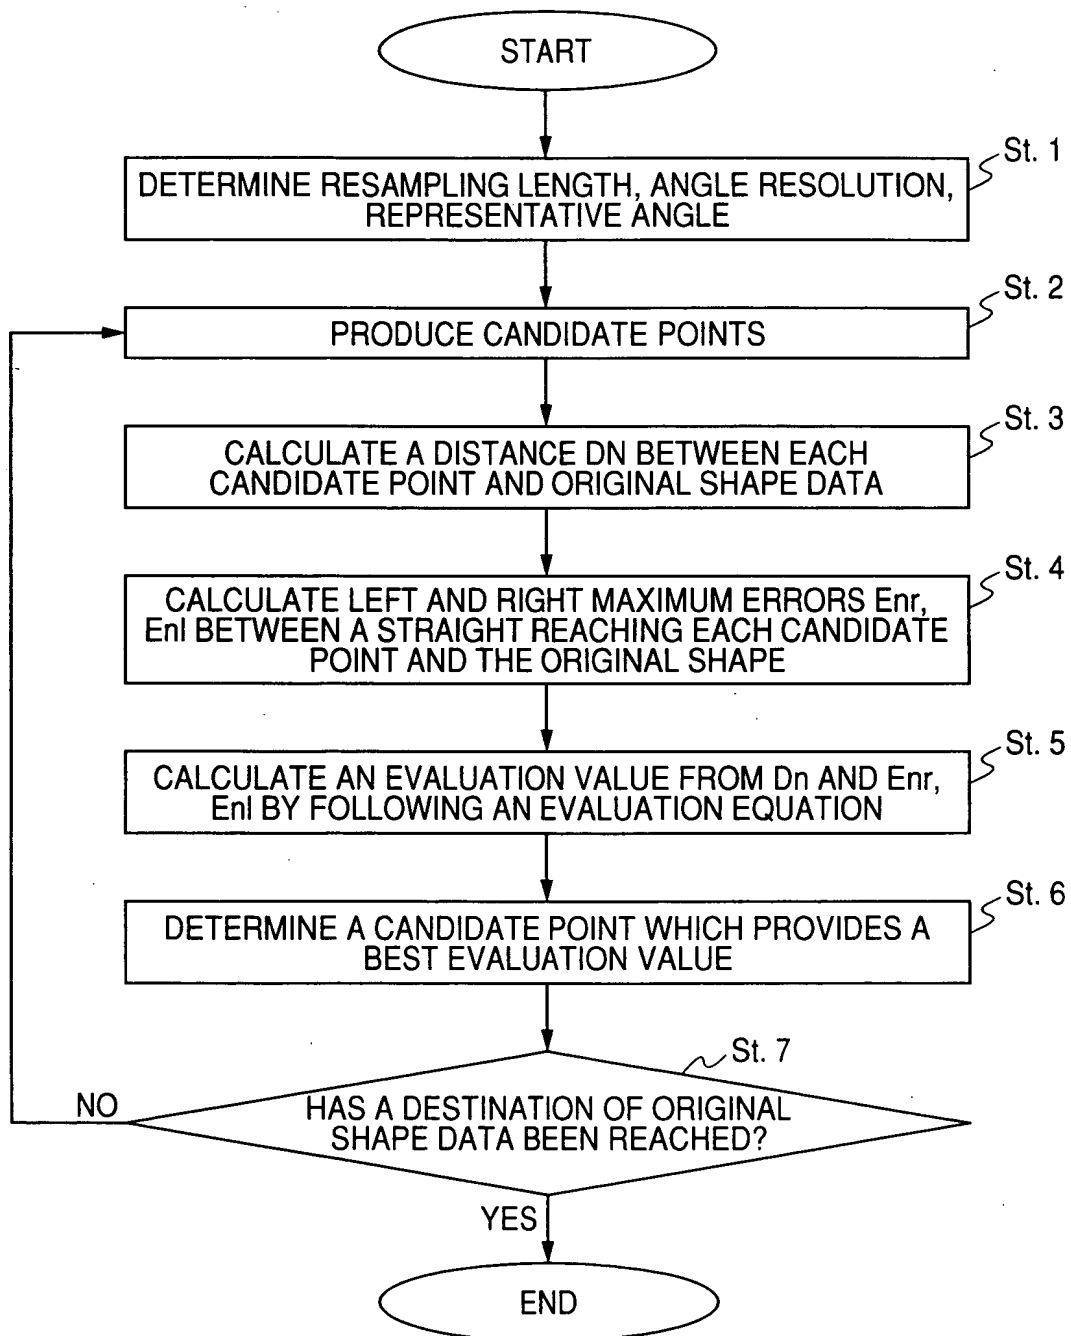 START
St. 1
DETERMINE RESAMPLING LENGTH, ANGLE RESOLUTION,
REPRESENTATIVE ANGLE
St. 2
PRODUCE CANDIDATE POINTS
St. 3
CALCULATE A DISTANCE DN BETWEEN EACH
CANDIDATE POINT AND ORIGINAL SHAPE DATA
St. 4
CALCULATE LEFT AND RIGHT MAXIMUM ERRORS Enr,
Enl BETWEEN A STRAIGHT REACHING EACH CANDIDATE
POINT AND THE ORIGINAL SHAPE
St. 5
CALCULATE AN EVALUATION VALUE FROM Dn AND Enr,
Enl BY FOLLOWING AN EVALUATION EQUATION
St. 6
DETERMINE A CANDIDATE POINT WHICH PROVIDES A
BEST EVALUATION VALUE
St. 7
NO
HAS A DESTINATION OF ORIGINAL
SHAPE DATA BEEN REACHED?
YES
END